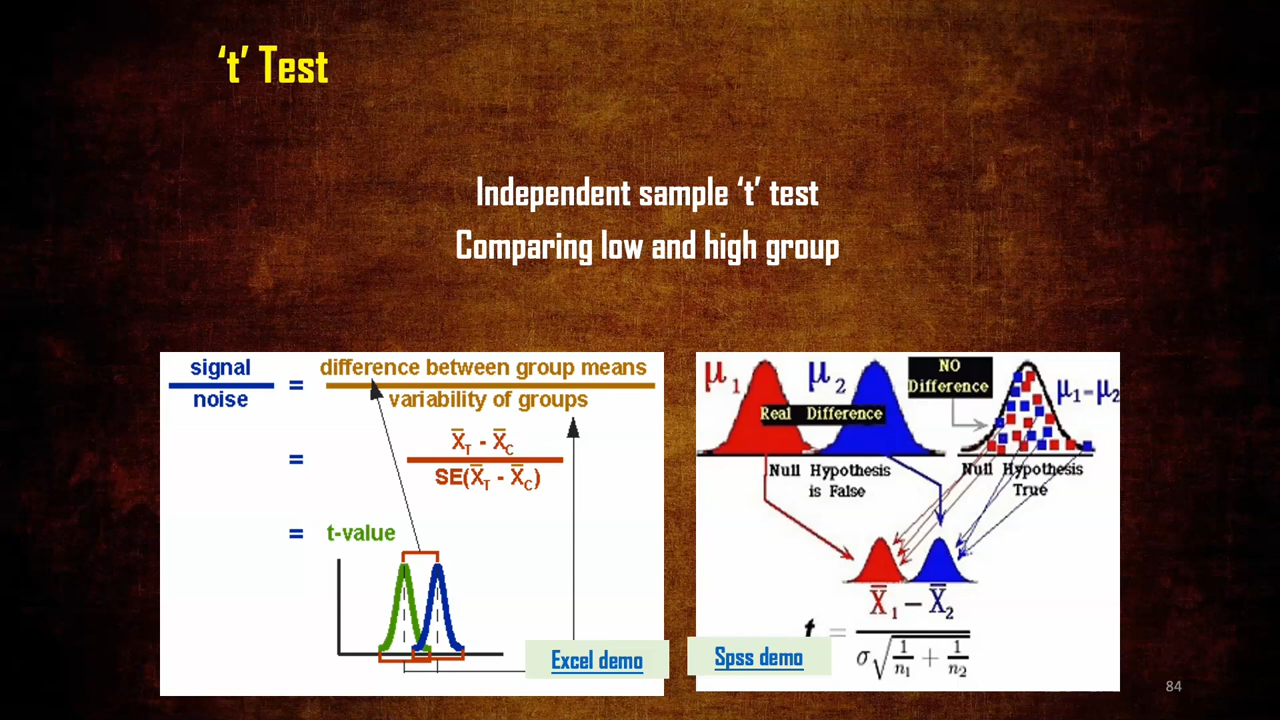 ‘t’ Test
Independent sample ‘t’ test
Comparing low and high group
signal
noise
=
difference between group means
variability of groups
=
X̅T - X̅C
SE(X̅T - X̅C)
=
t-value
Excel demo
μ1
μ2
Real Difference
NO
Difference
μ1=μ2
Null Hypothesis
is False
Null Hypothesis
True
X̅1 − X̅2
t =
σ√ 1/n1 + 1/n2
Spss demo
84